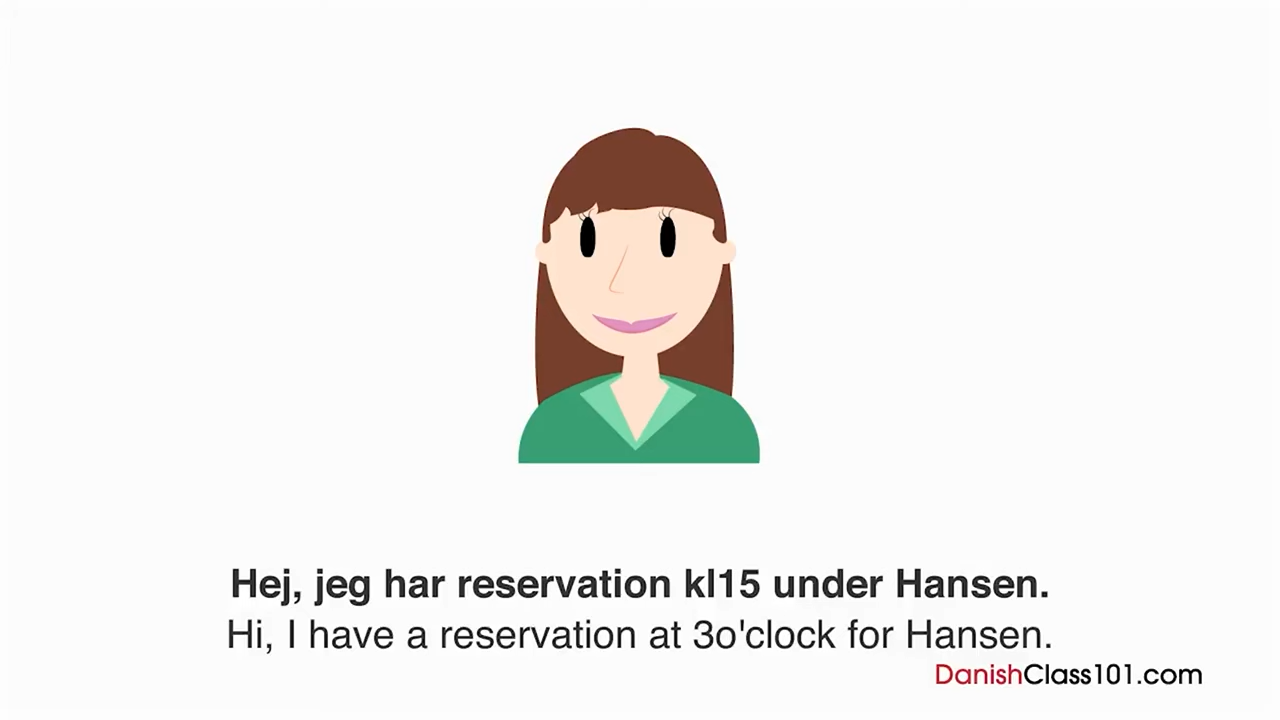 Hej, jeg har reservation kl15 under Hansen.
Hi, I have a reservation at 3o'clock for Hansen.
DanishClass101.com